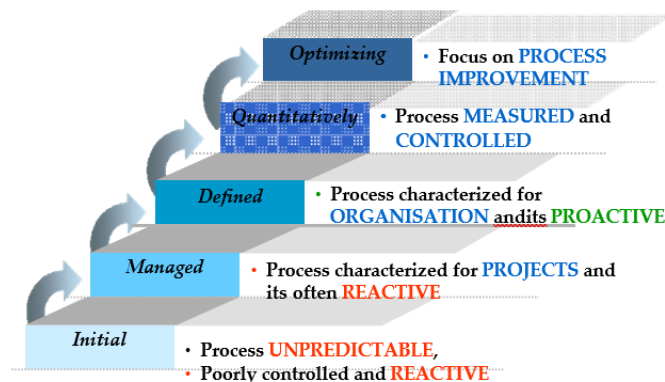 Optimizing
• Focus on PROCESS
IMPROVEMENT
Quantitatively
• Process MEASURED and
CONTROLLED
Defined
• Process characterized for
ORGANISATION andits PROACTIVE
Managed
• Process characterized for PROJECTS and
its often REACTIVE
Initial
• Process UNPREDICTABLE,
• Poorly controlled and REACTIVE